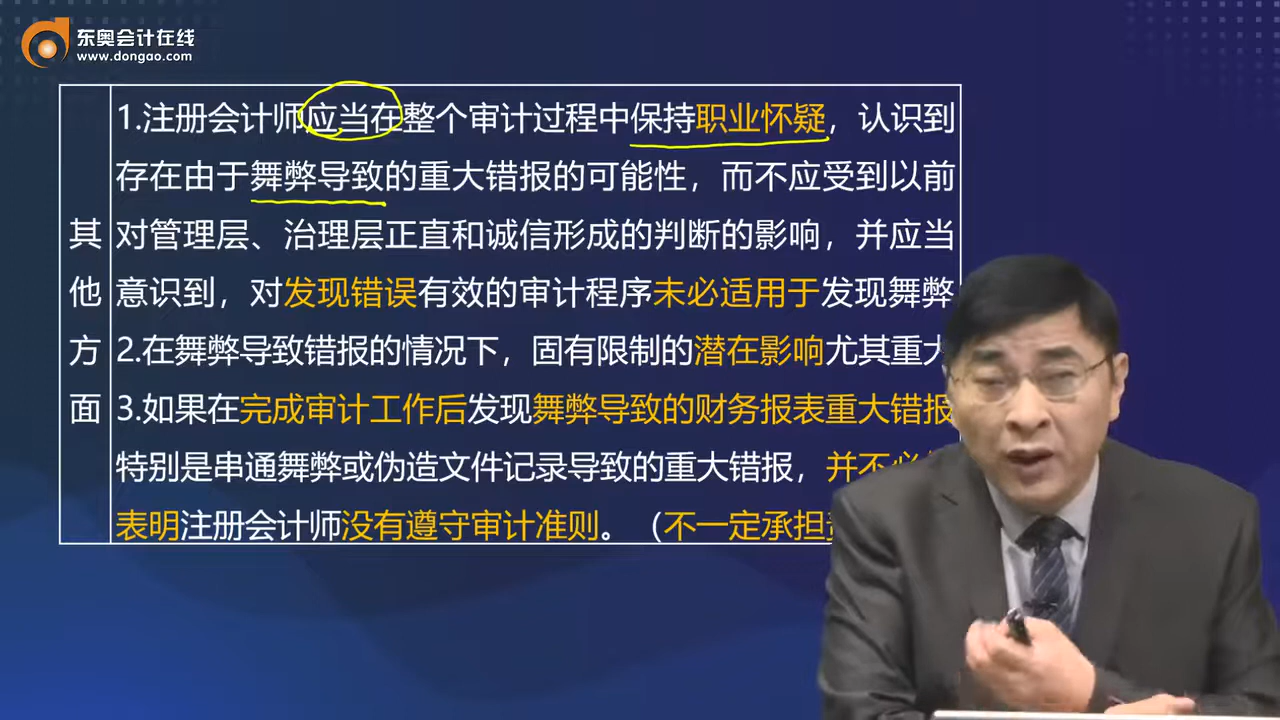 东奥会计在线
www.dongao.com
1.注册会计师应当在整个审计过程中保持职业怀疑，认识到
存在由于舞弊导致的重大错报的可能性，而不应受到以前
其 对管理层、治理层正直和诚信形成的判断的影响，并应当
他 意识到，对发现错误有效的审计程序未必适用于发现舞弊
方 2.在舞弊导致错报的情况下，固有限制的潜在影响尤其重大
面 3.如果在完成审计工作后发现舞弊导致的财务报表重大错报
特别是串通舞弊或伪造文件记录导致的重大错报，并不必
表明注册会计师没有遵守审计准则。（不一定承担